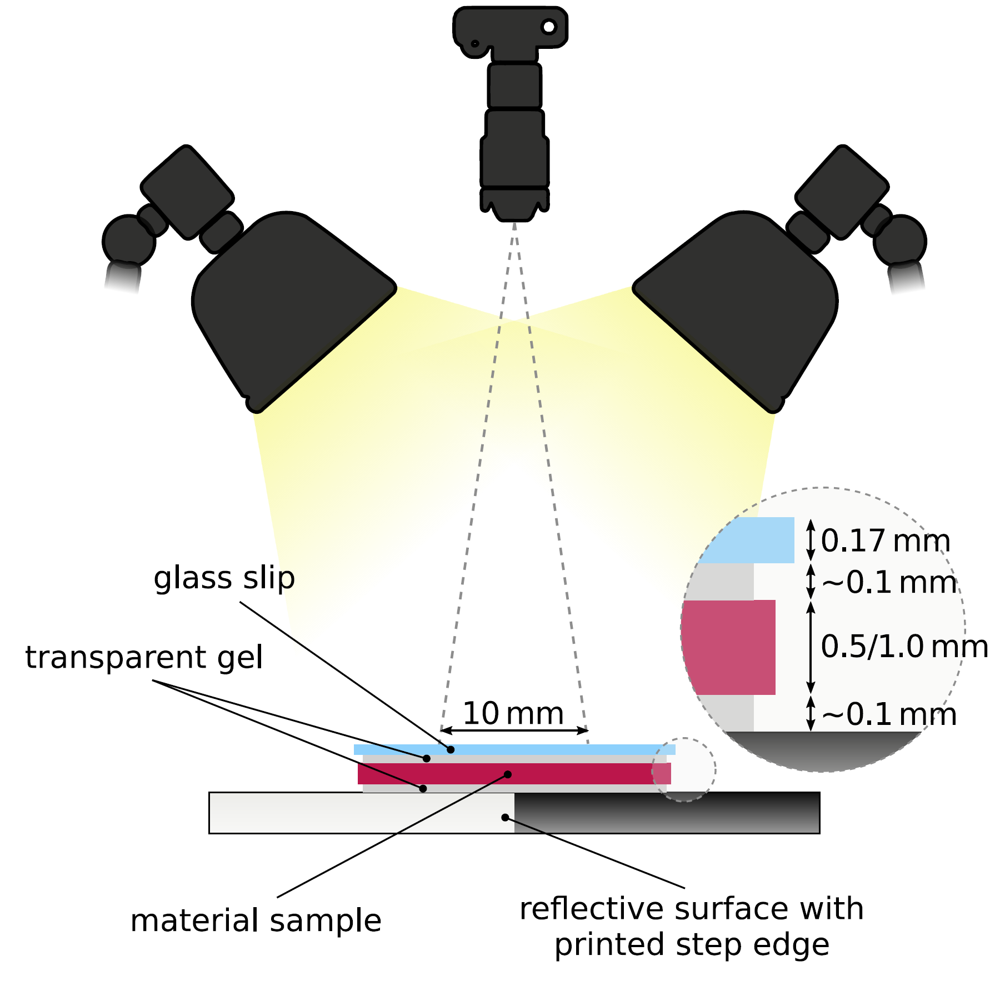 0.17 mm
glass slip
~0.1 mm
transparent gel
0.5/1.0 mm
10 mm
~0.1 mm
material sample
reflective surface with
printed step edge